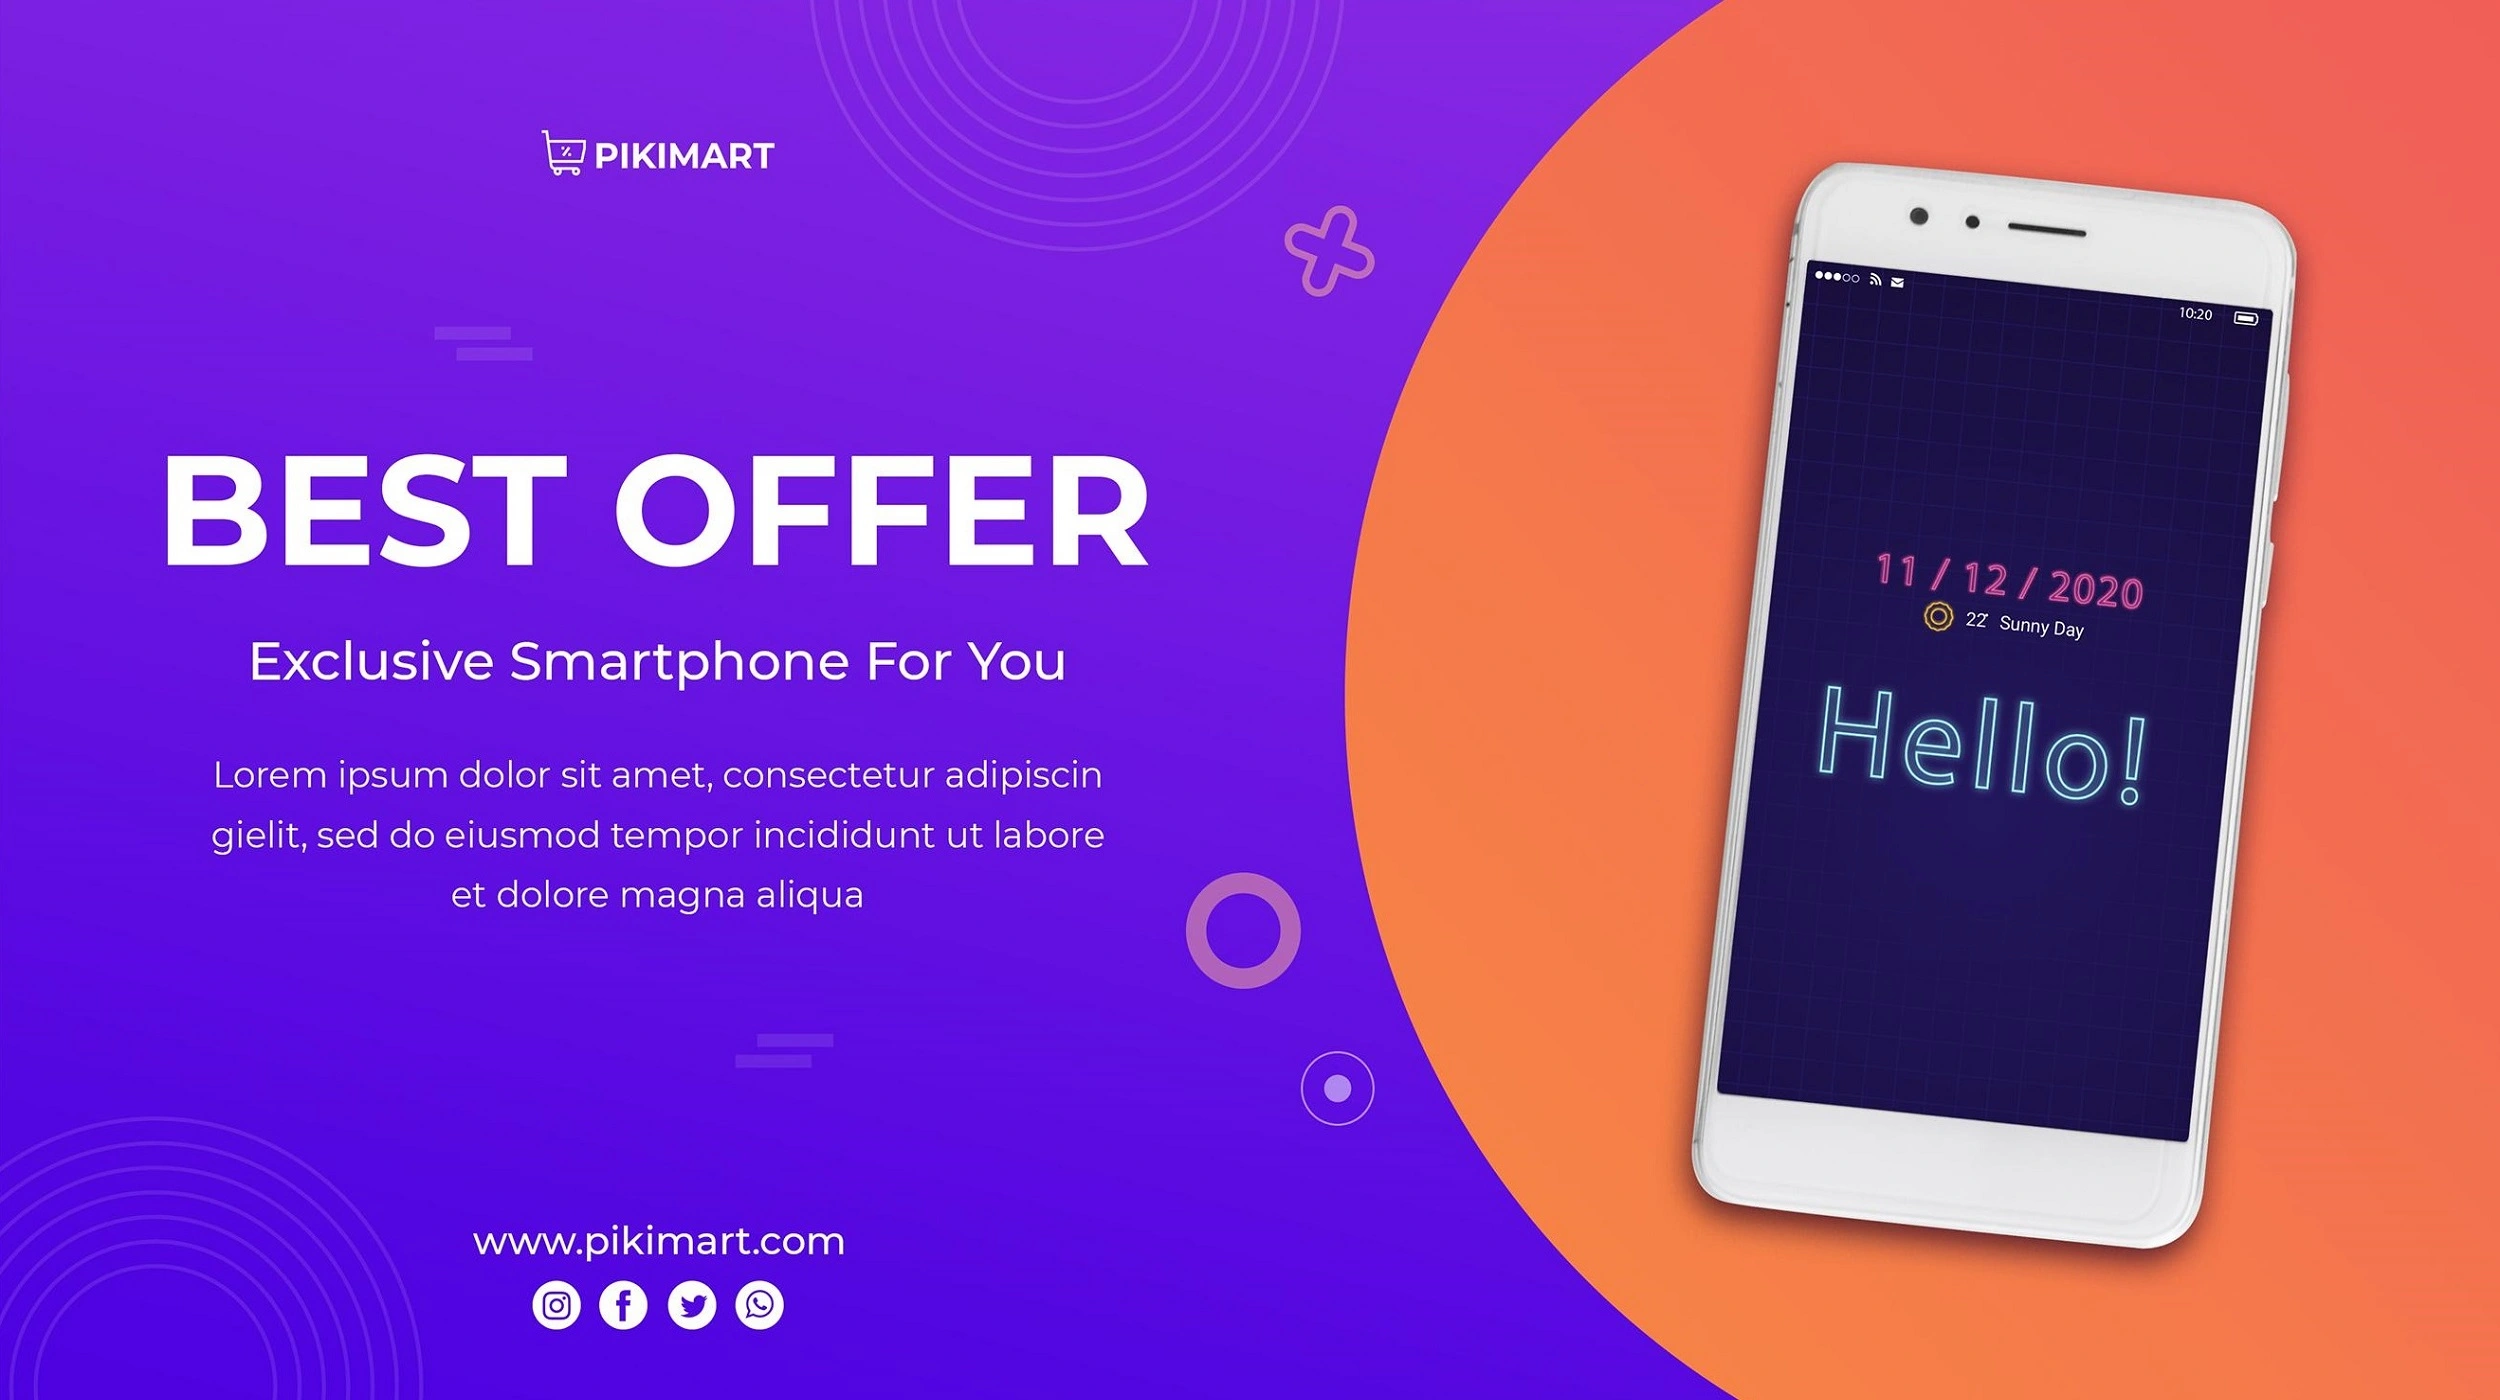 PIKIMART
BEST OFFER
Exclusive Smartphone For You
Lorem ipsum dolor sit amet, consectetur adipiscin
gielit, sed do eiusmod tempor incididunt ut labore
et dolore magna aliqua
www.pikimart.com
10:20
11 / 12 / 2020
22° Sunny Day
Hello!